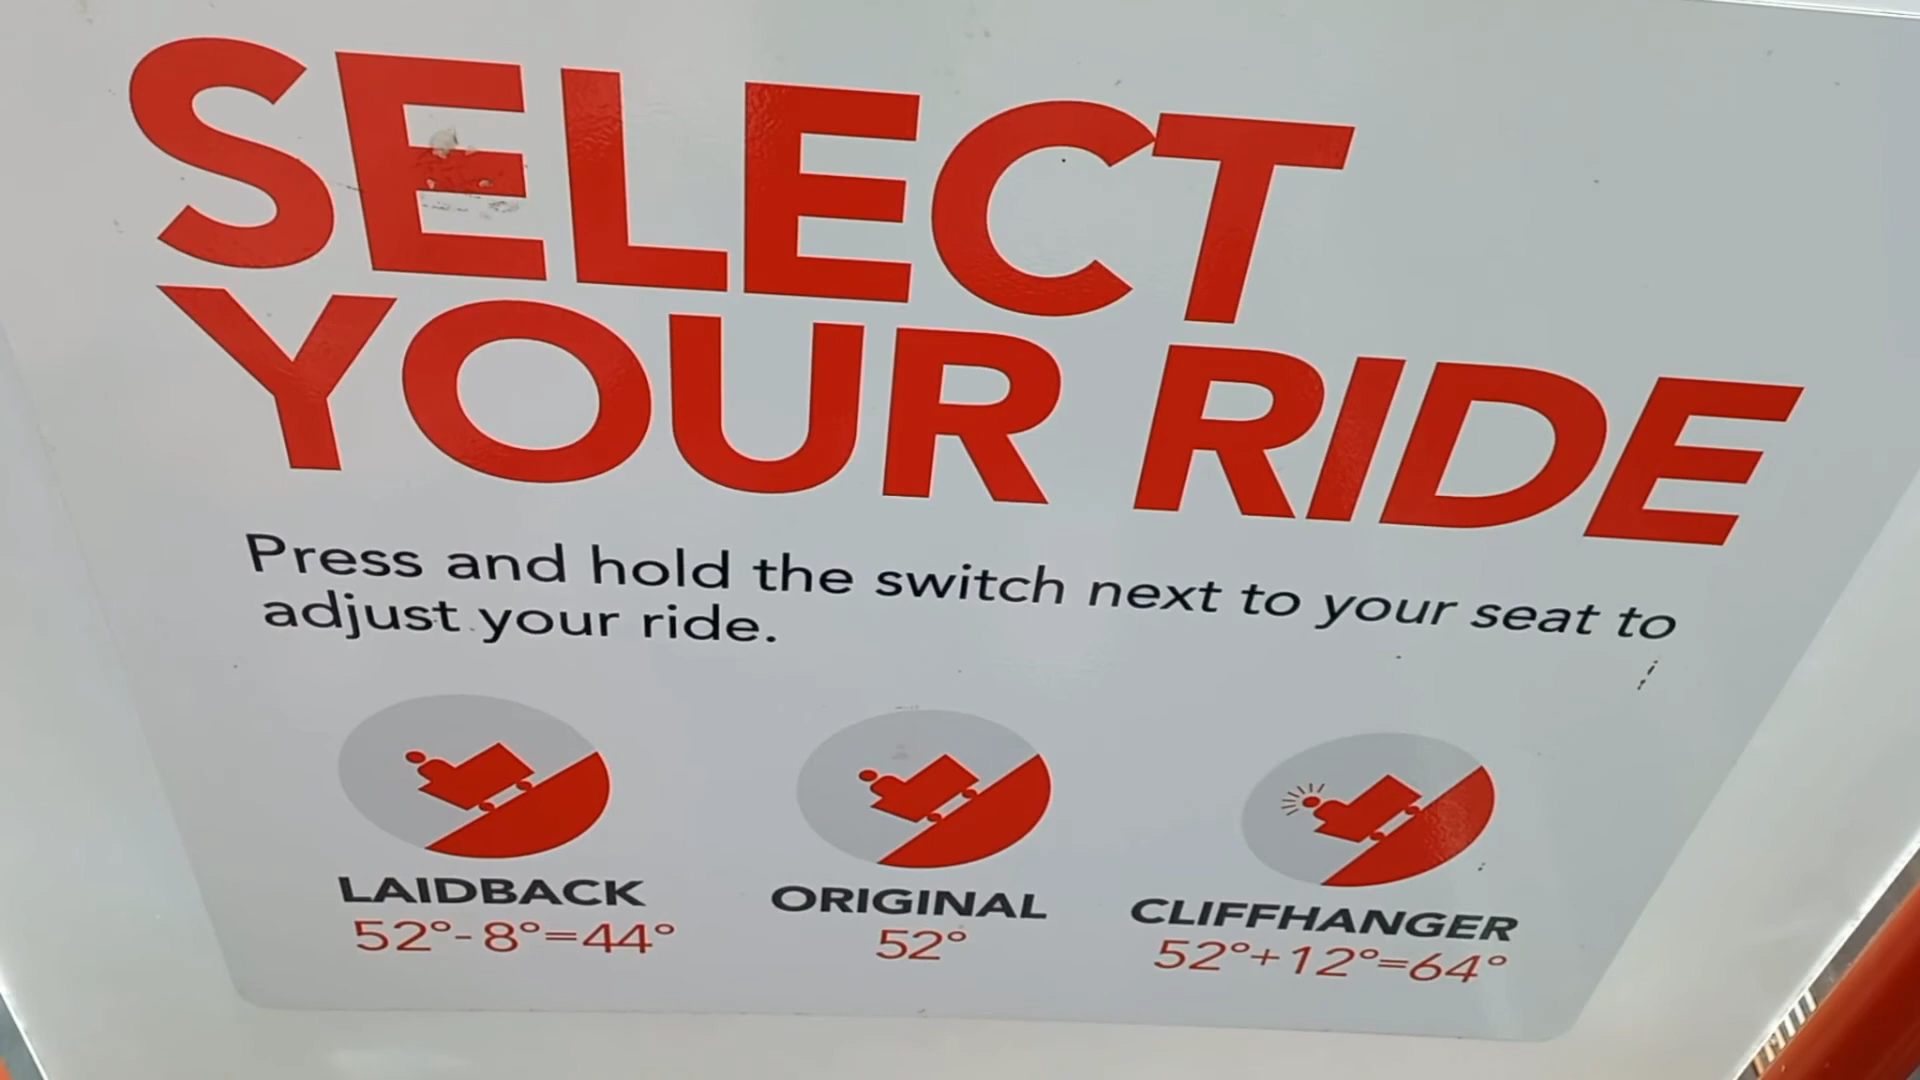 SELECT
YOUR RIDE
Press and hold the switch next to your seat to
adjust your ride.
LAIDBACK
52°-8°=44°
ORIGINAL
52°
CLIFFHANGER
52°+12°=64°